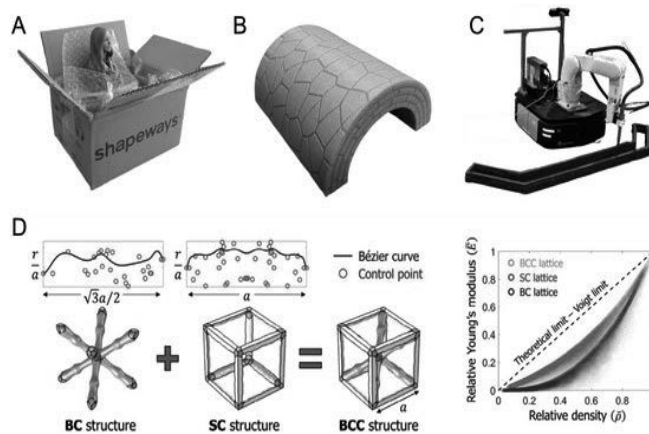 A
B
C
shapeways
D
r/a
√3a/2
r/a
a
Bézier curve
Control point
BC structure
SC structure
a
BCC structure
Relative Young's modulus (Ē)
1
0.8
0.6
0.4
0.2
0
BCC lattice
SC lattice
BC lattice
Theoretical limit – Voigt limit
0 0.2 0.4 0.6 0.8
Relative density (ρ̄)